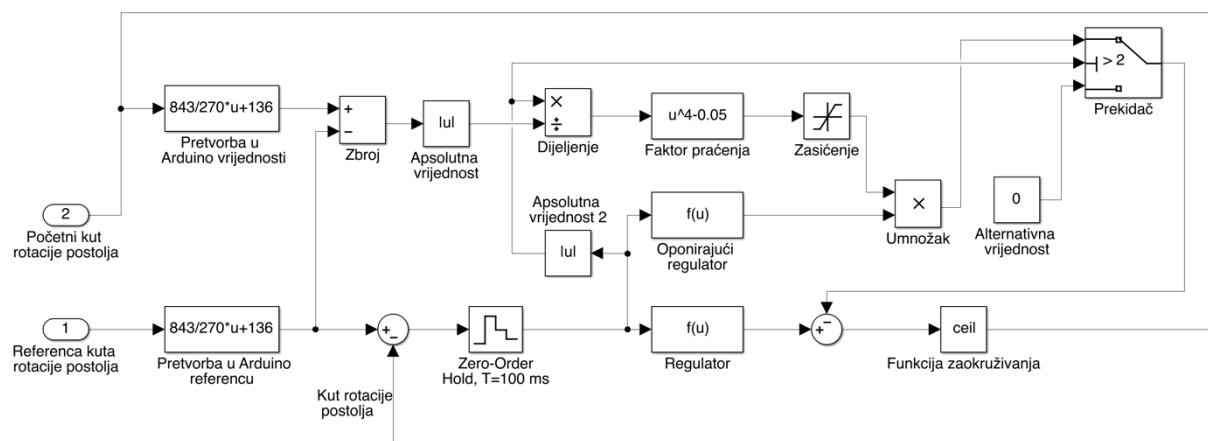 > 2
Prekidač
843/270*u+136
Pretvorba u
Arduino vrijednosti
+
−
Zbroj
|u|
Apsolutna
vrijednost
×
÷
Dijeljenje
u^4-0.05
Faktor praćenja
Zasićenje
2
Početni kut
rotacije postolja
Apsolutna
vrijednost 2
|u|
f(u)
Oponirajući
regulator
×
Umnožak
0
Alternativna
vrijednost
1
Referenca kuta
rotacije postolja
843/270*u+136
Pretvorba u Arduino
referencu
+
−
Zero-Order
Hold, T=100 ms
f(u)
Regulator
+
−
ceil
Funkcija zaokruživanja
Kut rotacije
postolja